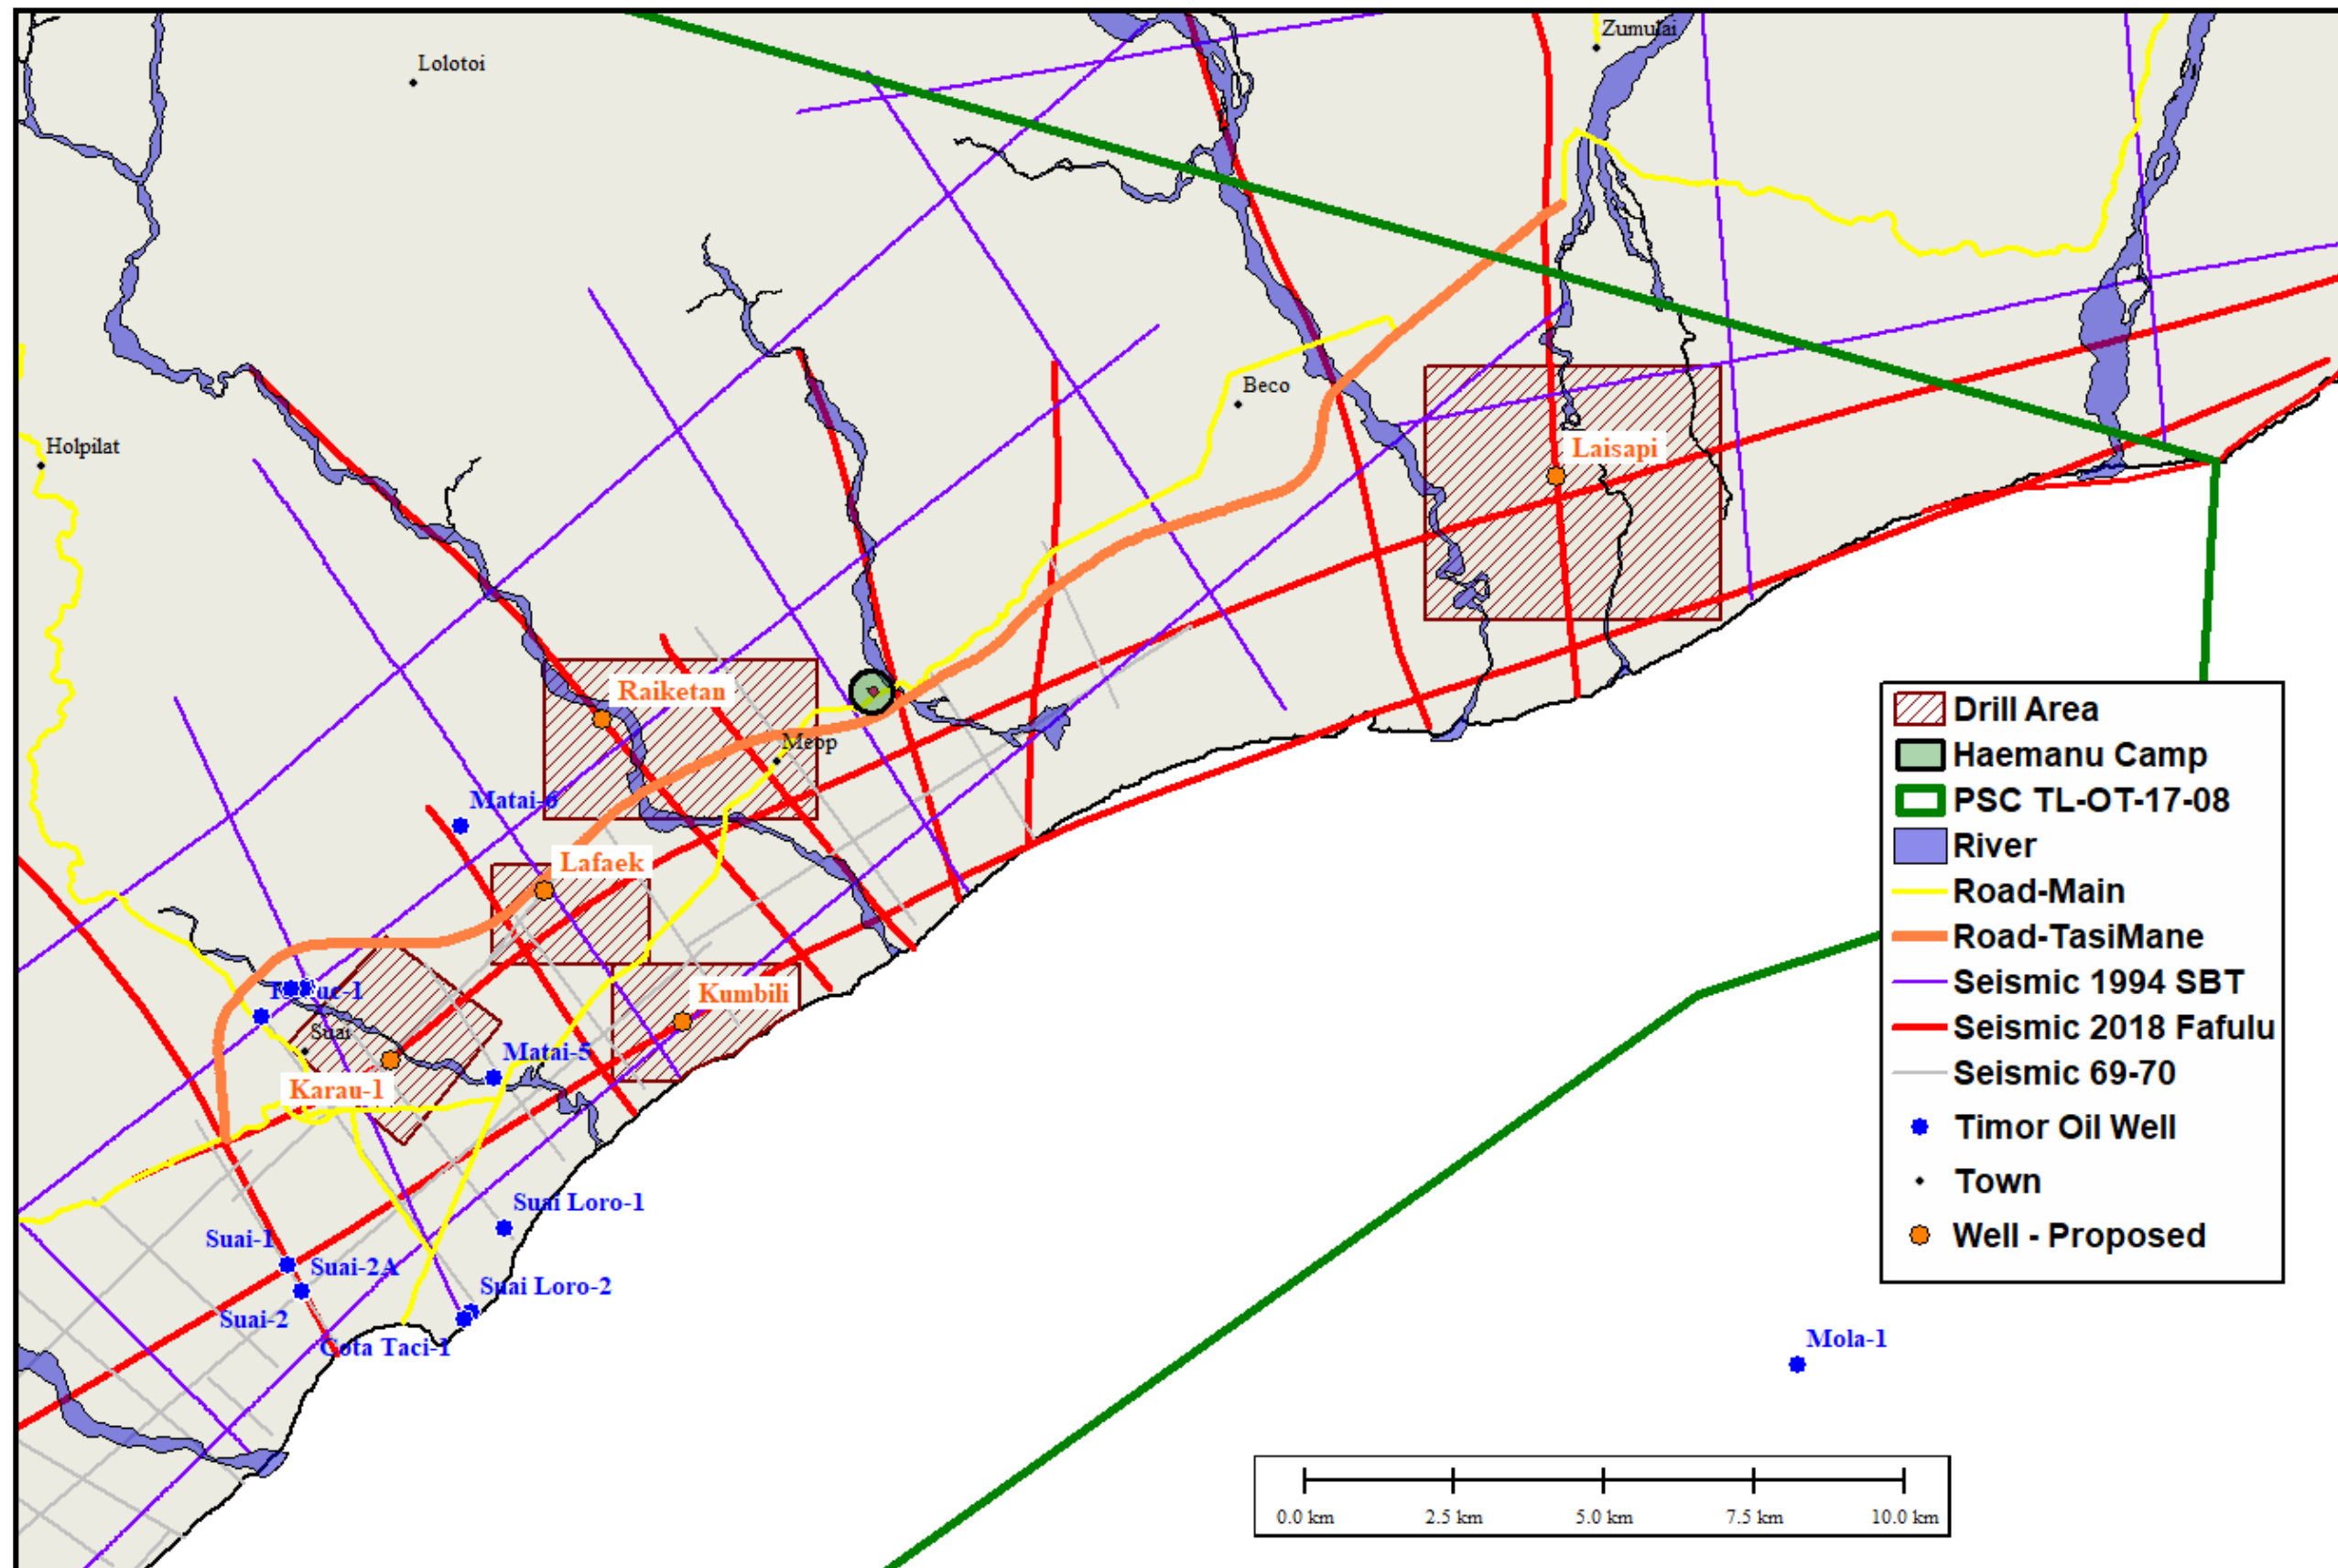 Zumulai
Lolotoi
Beco
Holpilat
Laisapi
Raiketan
Matai-6
Lafaek
Kumbili
Suai
Matai-5
Karau-1
Suai Loro-1
Suai-1
Suai-2A
Suai Loro-2
Suai-2
Cota Taci-1
Mola-1
Drill Area
Haemanu Camp
PSC TL-OT-17-08
River
Road-Main
Road-TasiMane
Seismic 1994 SBT
Seismic 2018 Fafulu
Seismic 69-70
Timor Oil Well
Town
Well - Proposed
0.0 km 2.5 km 5.0 km 7.5 km 10.0 km